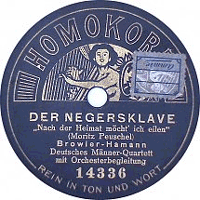 HOMOKORD
DER NEGERSKLAVE
„Nach der Heimat möcht' ich eilen"
(Moritz Peuschel)
Browier-Hamann
Deutsches Männer-Quartett
mit Orchesterbegleitung
14336
REIN IN TON UND WORT